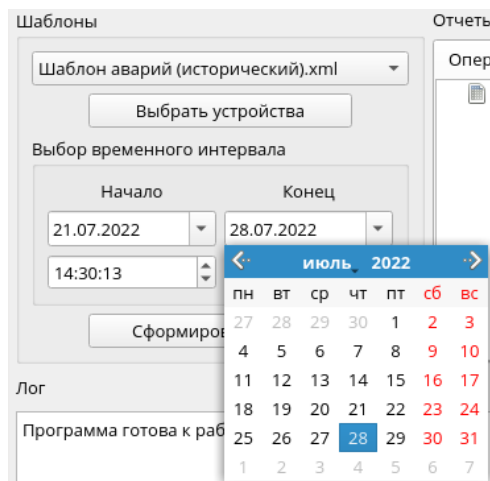 Шаблоны
Отчеты
Шаблон аварий (исторический).xml
Опер
Выбрать устройства
Выбор временного интервала
Начало Конец
21.07.2022 28.07.2022
14:30:13
июль 2022
пн вт ср чт пт сб вс
27 28 29 30 1 2 3
4 5 6 7 8 9 10
11 12 13 14 15 16 17
18 19 20 21 22 23 24
25 26 27 28 29 30 31
1 2 3 4 5 6 7
Сформиров
Лог
Программа готова к раб